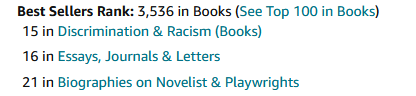 Best Sellers Rank: 3,536 in Books (See Top 100 in Books)
15 in Discrimination & Racism (Books)
16 in Essays, Journals & Letters
21 in Biographies on Novelist & Playwrights